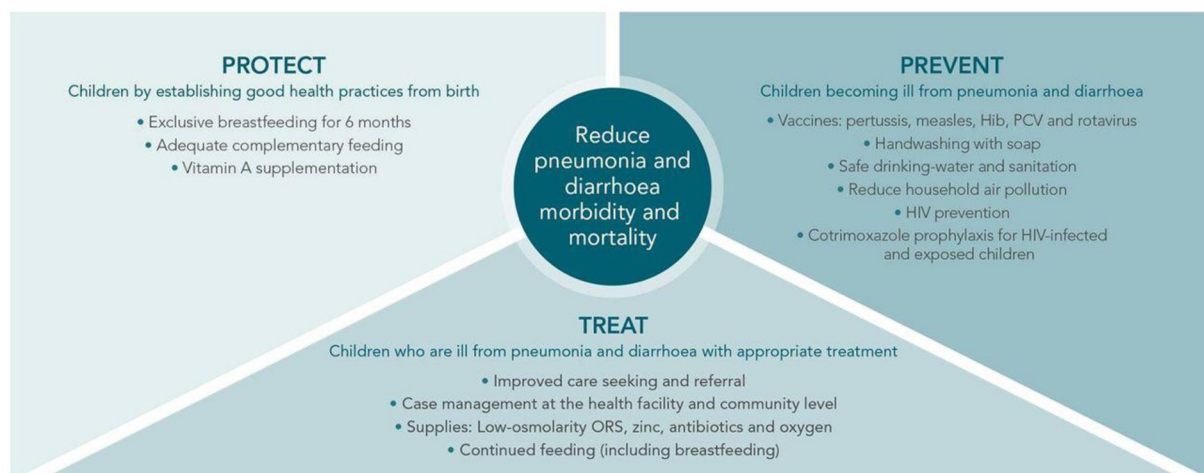 PROTECT
Children by establishing good health practices from birth
• Exclusive breastfeeding for 6 months
• Adequate complementary feeding
• Vitamin A supplementation
Reduce
pneumonia and
diarrhoea
morbidity and
mortality
PREVENT
Children becoming ill from pneumonia and diarrhoea
• Vaccines: pertussis, measles, Hib, PCV and rotavirus
• Handwashing with soap
• Safe drinking-water and sanitation
• Reduce household air pollution
• HIV prevention
• Cotrimoxazole prophylaxis for HIV-infected
and exposed children
TREAT
Children who are ill from pneumonia and diarrhoea with appropriate treatment
• Improved care seeking and referral
• Case management at the health facility and community level
• Supplies: Low-osmolarity ORS, zinc, antibiotics and oxygen
• Continued feeding (including breastfeeding)